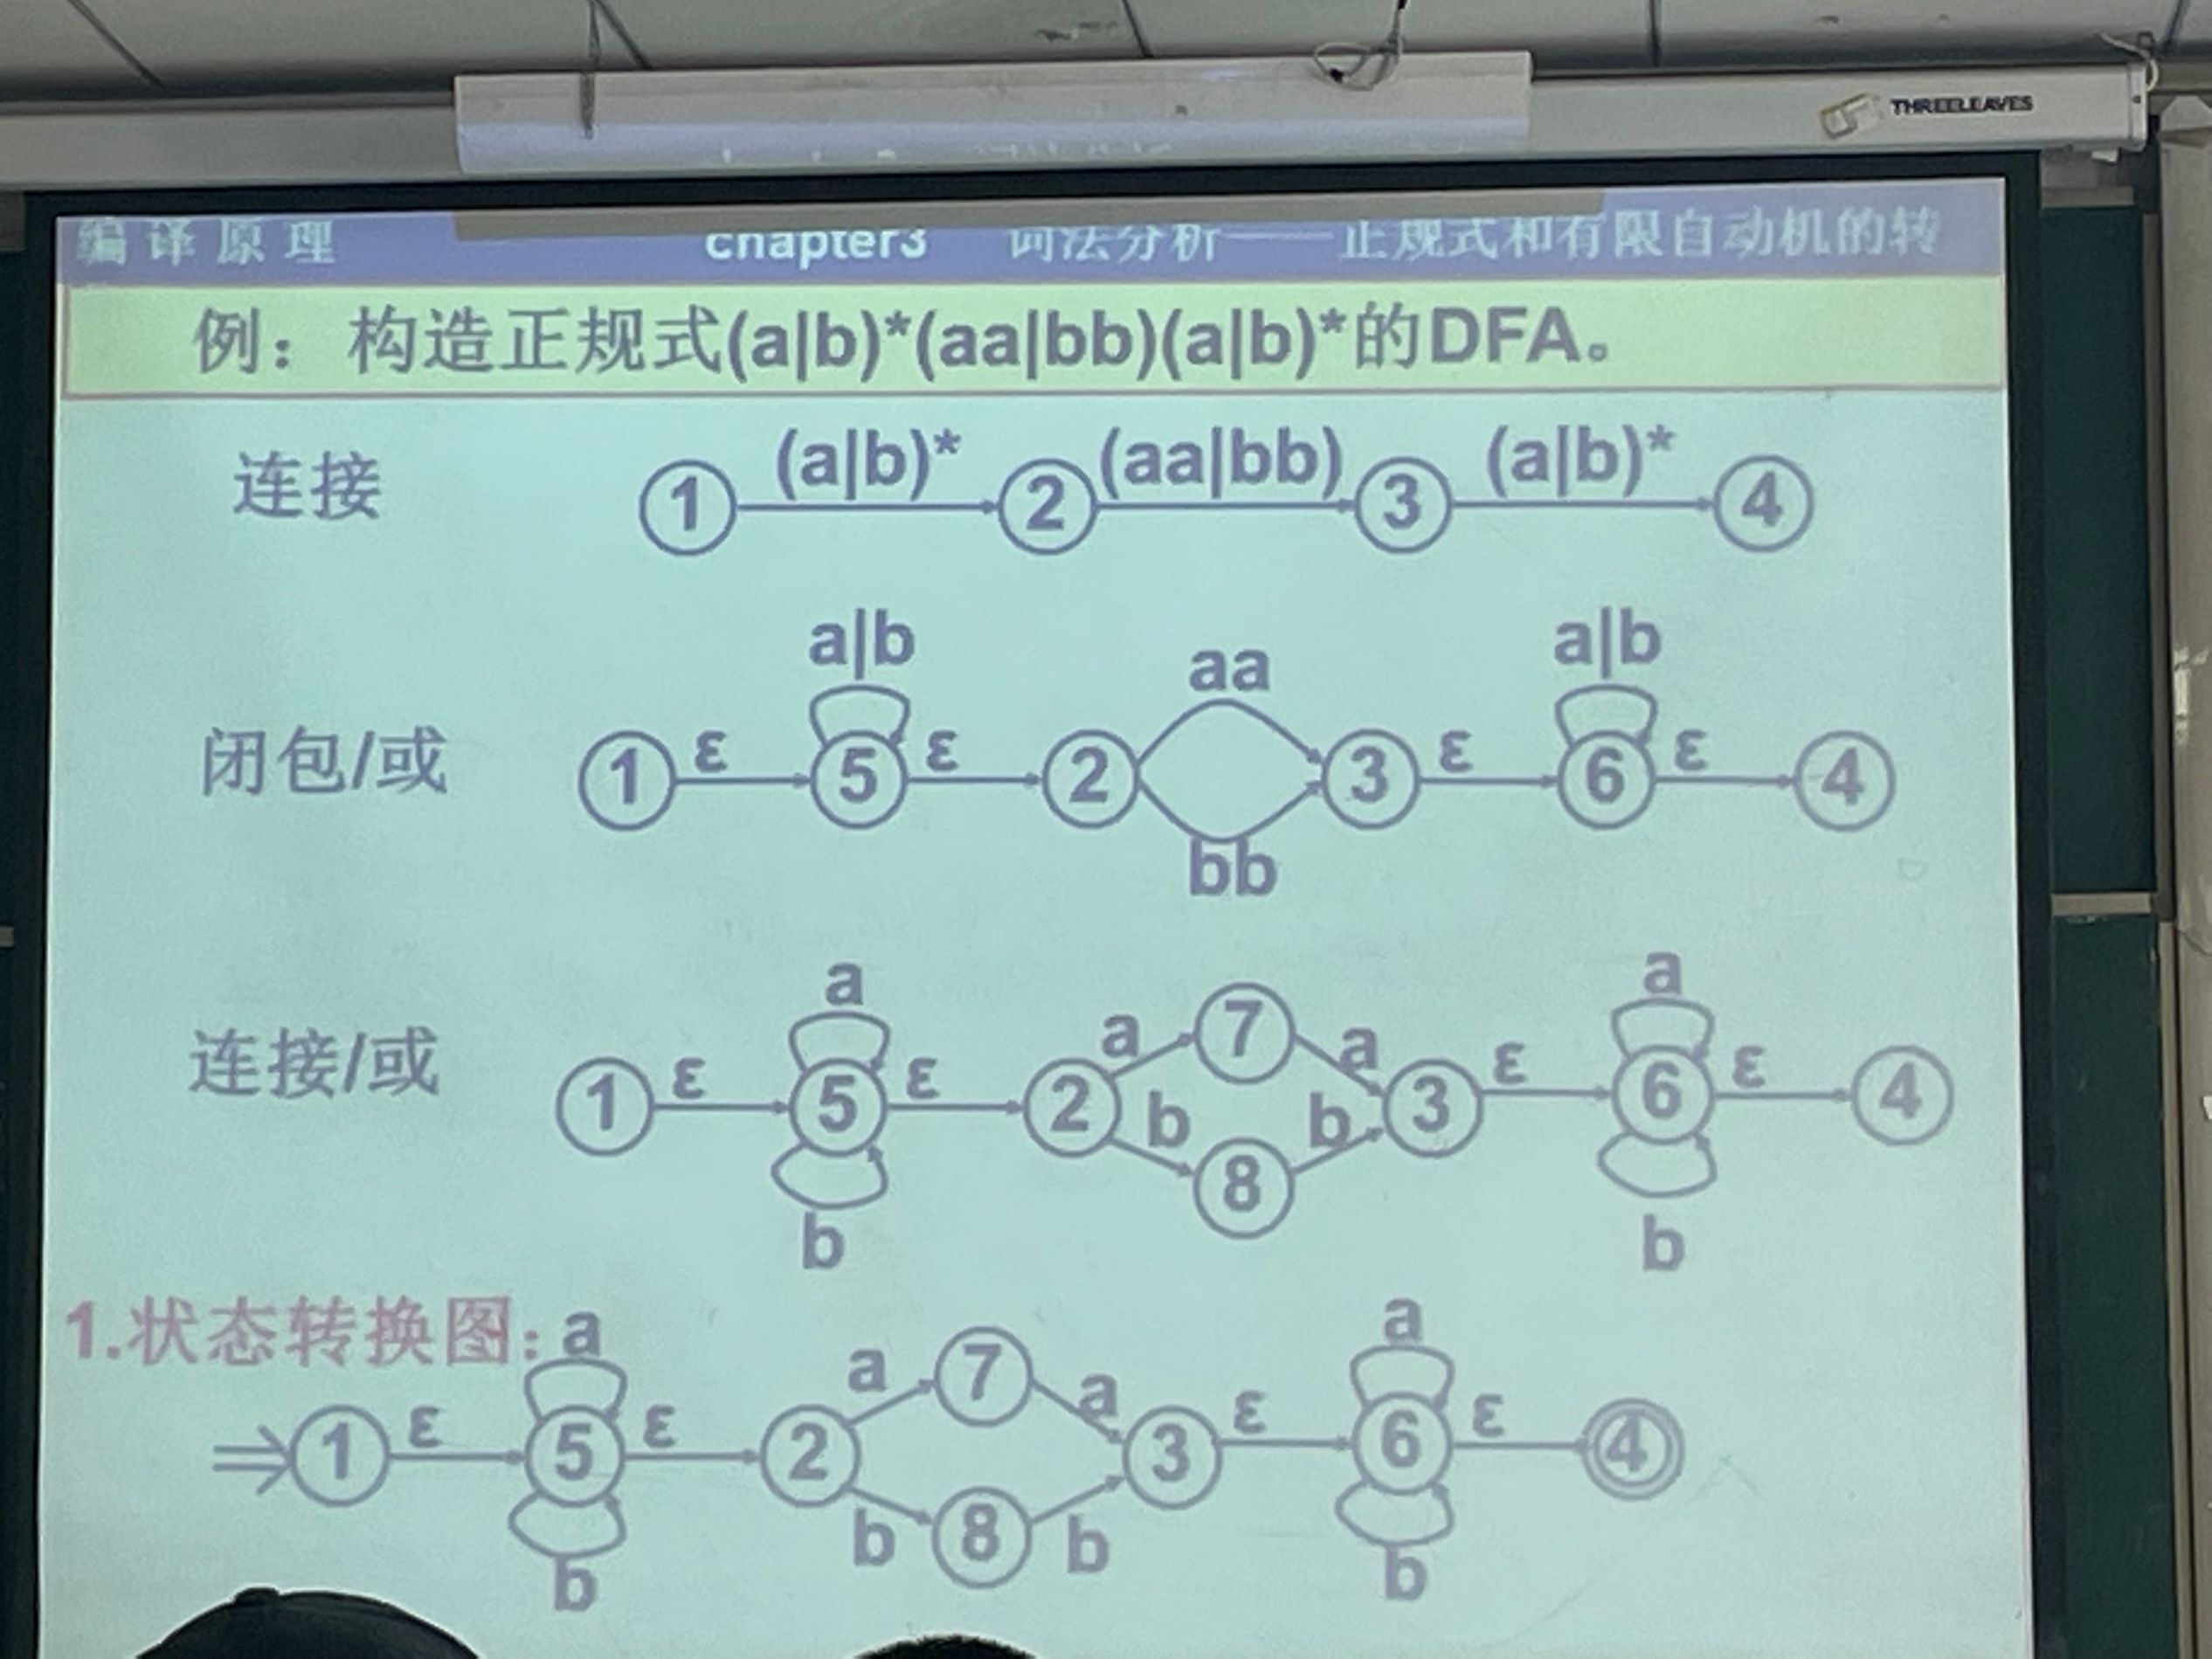 THREELEAVES
编译原理 chapter3 词法分析——正规式和有限自动机的转
例：构造正规式(a|b)*(aa|bb)(a|b)*的DFA。
连接 1 (a|b)* 2 (aa|bb) 3 (a|b)* 4
a|b aa a|b
闭包/或 1 ε 5 ε 2 3 ε 6 ε 4
bb
a 7 a
a a
连接/或 1 ε 5 ε 2 3 ε 6 ε 4
b b
8
b b
1.状态转换图：a a
7
a a
1 ε 5 ε 2 3 ε 6 ε 4
b 8 b
b b